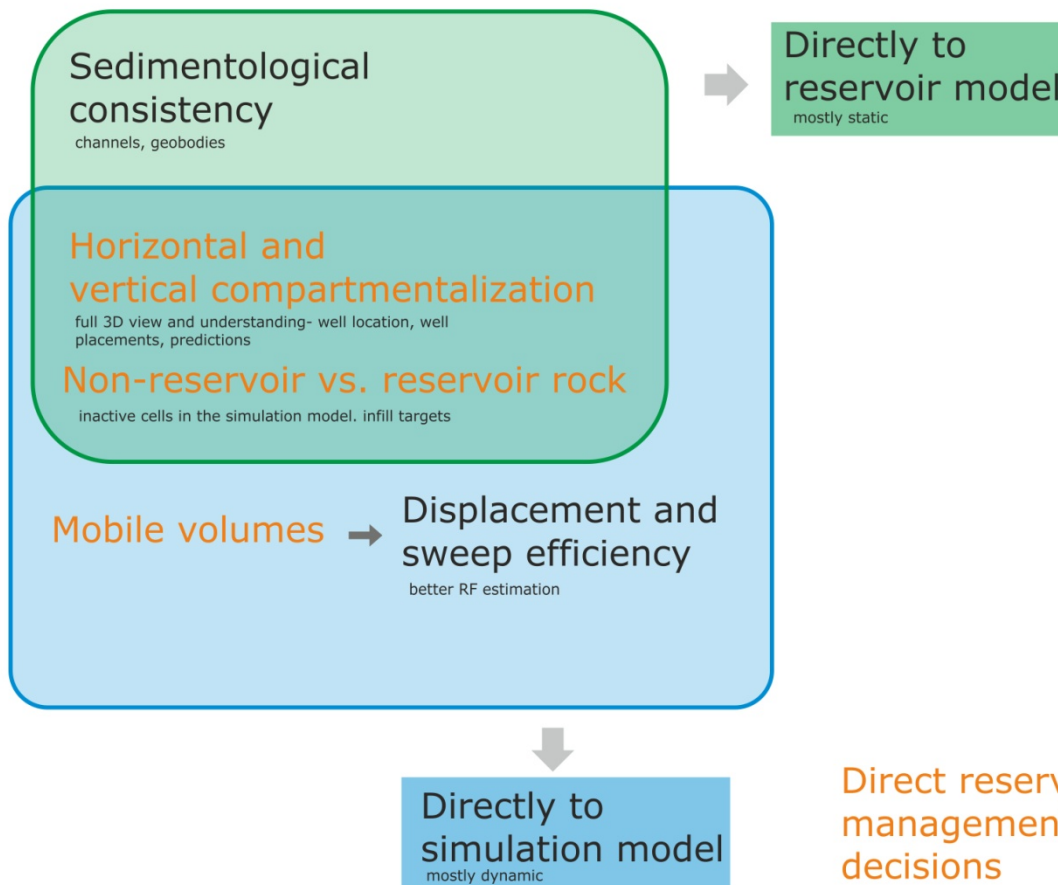 Sedimentological
consistency
channels, geobodies
Directly to
reservoir model
mostly static
Horizontal and
vertical compartmentalization
full 3D view and understanding- well location, well
placements, predictions
Non-reservoir vs. reservoir rock
inactive cells in the simulation model. infill targets
Mobile volumes
Displacement and
sweep efficiency
better RF estimation
Directly to
simulation model
mostly dynamic
Direct
decisions